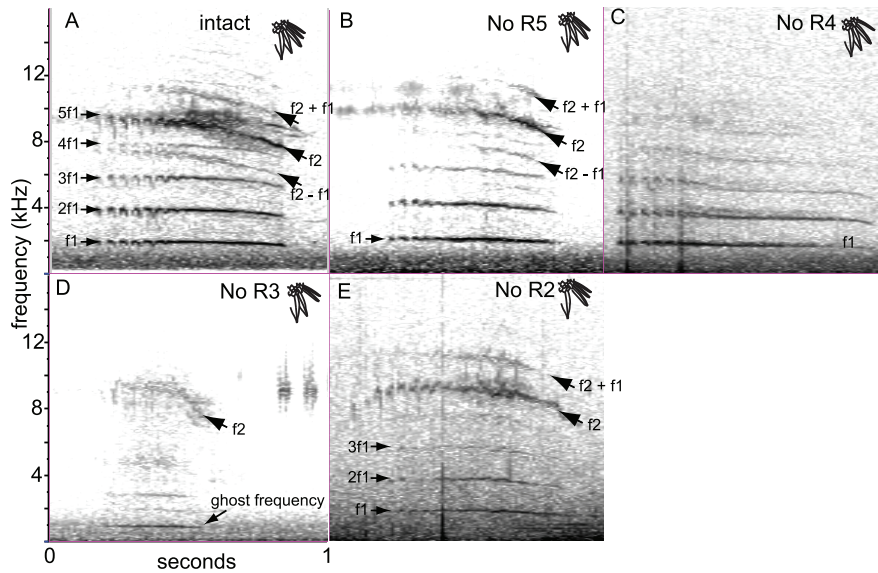 A
intact
B
No R5
C
No R4
12
8
4
5f1
4f1
3f1
2f1
f1
f2 + f1
f2
f2 - f1
f1
f2 + f1
f2
f2 - f1
f1
frequency (kHz)
D
No R3
E
No R2
12
8
4
f2
ghost frequency
3f1
2f1
f1
f2 + f1
f2
0
seconds
1